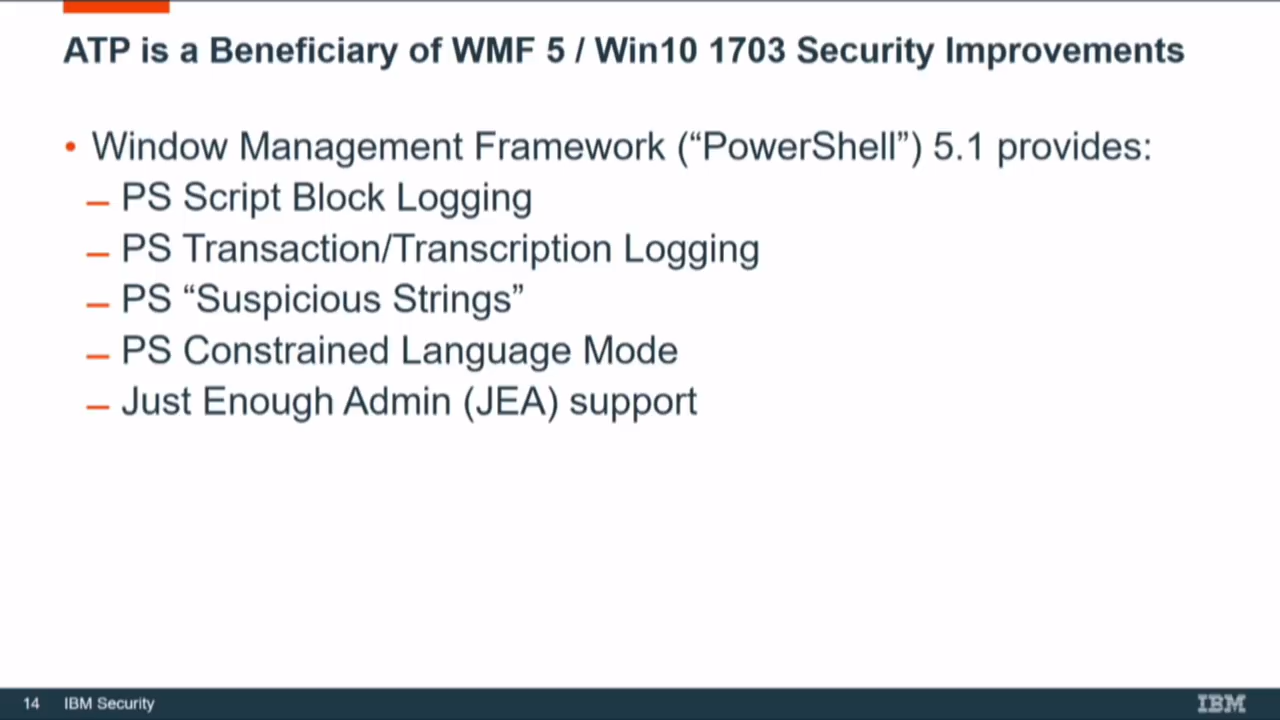 ATP is a Beneficiary of WMF 5 / Win10 1703 Security Improvements
• Window Management Framework (“PowerShell”) 5.1 provides:
– PS Script Block Logging
– PS Transaction/Transcription Logging
– PS “Suspicious Strings”
– PS Constrained Language Mode
– Just Enough Admin (JEA) support
14 IBM Security
IBM